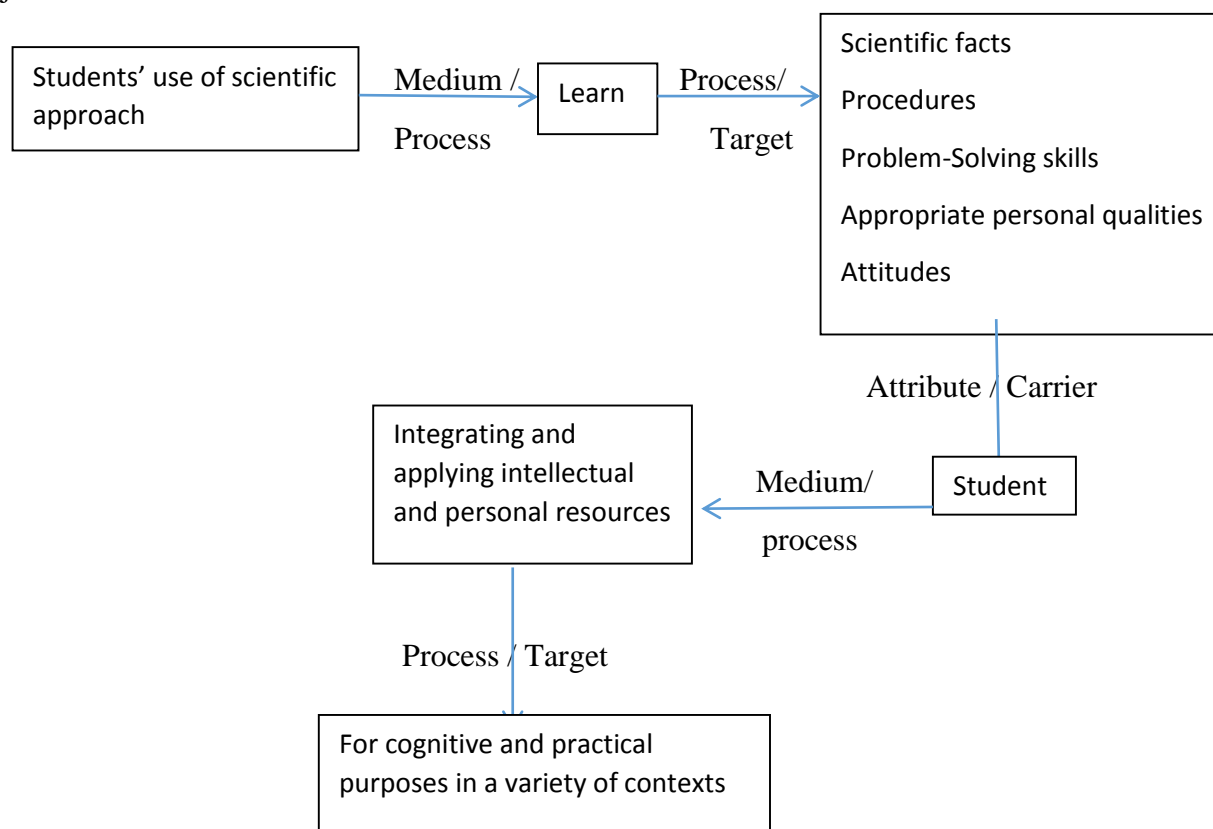 Students’ use of scientific
approach
Medium /
Process
Learn
Process/
Target
Scientific facts
Procedures
Problem-Solving skills
Appropriate personal qualities
Attitudes
Attribute / Carrier
Student
Medium/
process
Integrating and
applying intellectual
and personal resources
Process / Target
For cognitive and practical
purposes in a variety of contexts